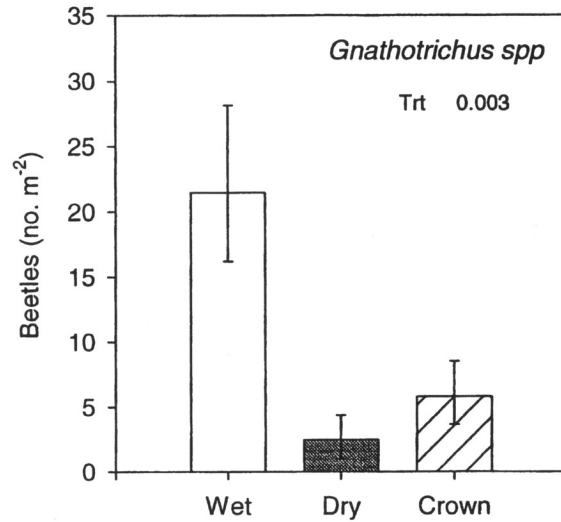 Gnathotrichus spp
Trt 0.003
Beetles (no. m-2)
35
30
25
20
15
10
5
0
Wet Dry Crown